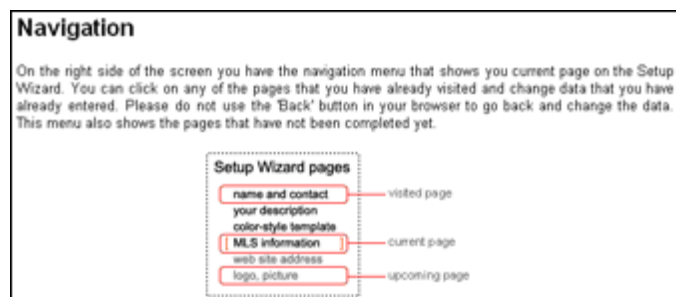 Navigation
On the right side of the screen you have the navigation menu that shows you current page on the Setup
Wizard. You can click on any of the pages that you have already visited and change data that you have
already entered. Please do not use the 'Back' button in your browser to go back and change the data.
This menu also shows the pages that have not been completed yet.
Setup Wizard pages
name and contact visited page
your description
color-style template
[ MLS information ] current page
web site address
logo, picture upcoming page